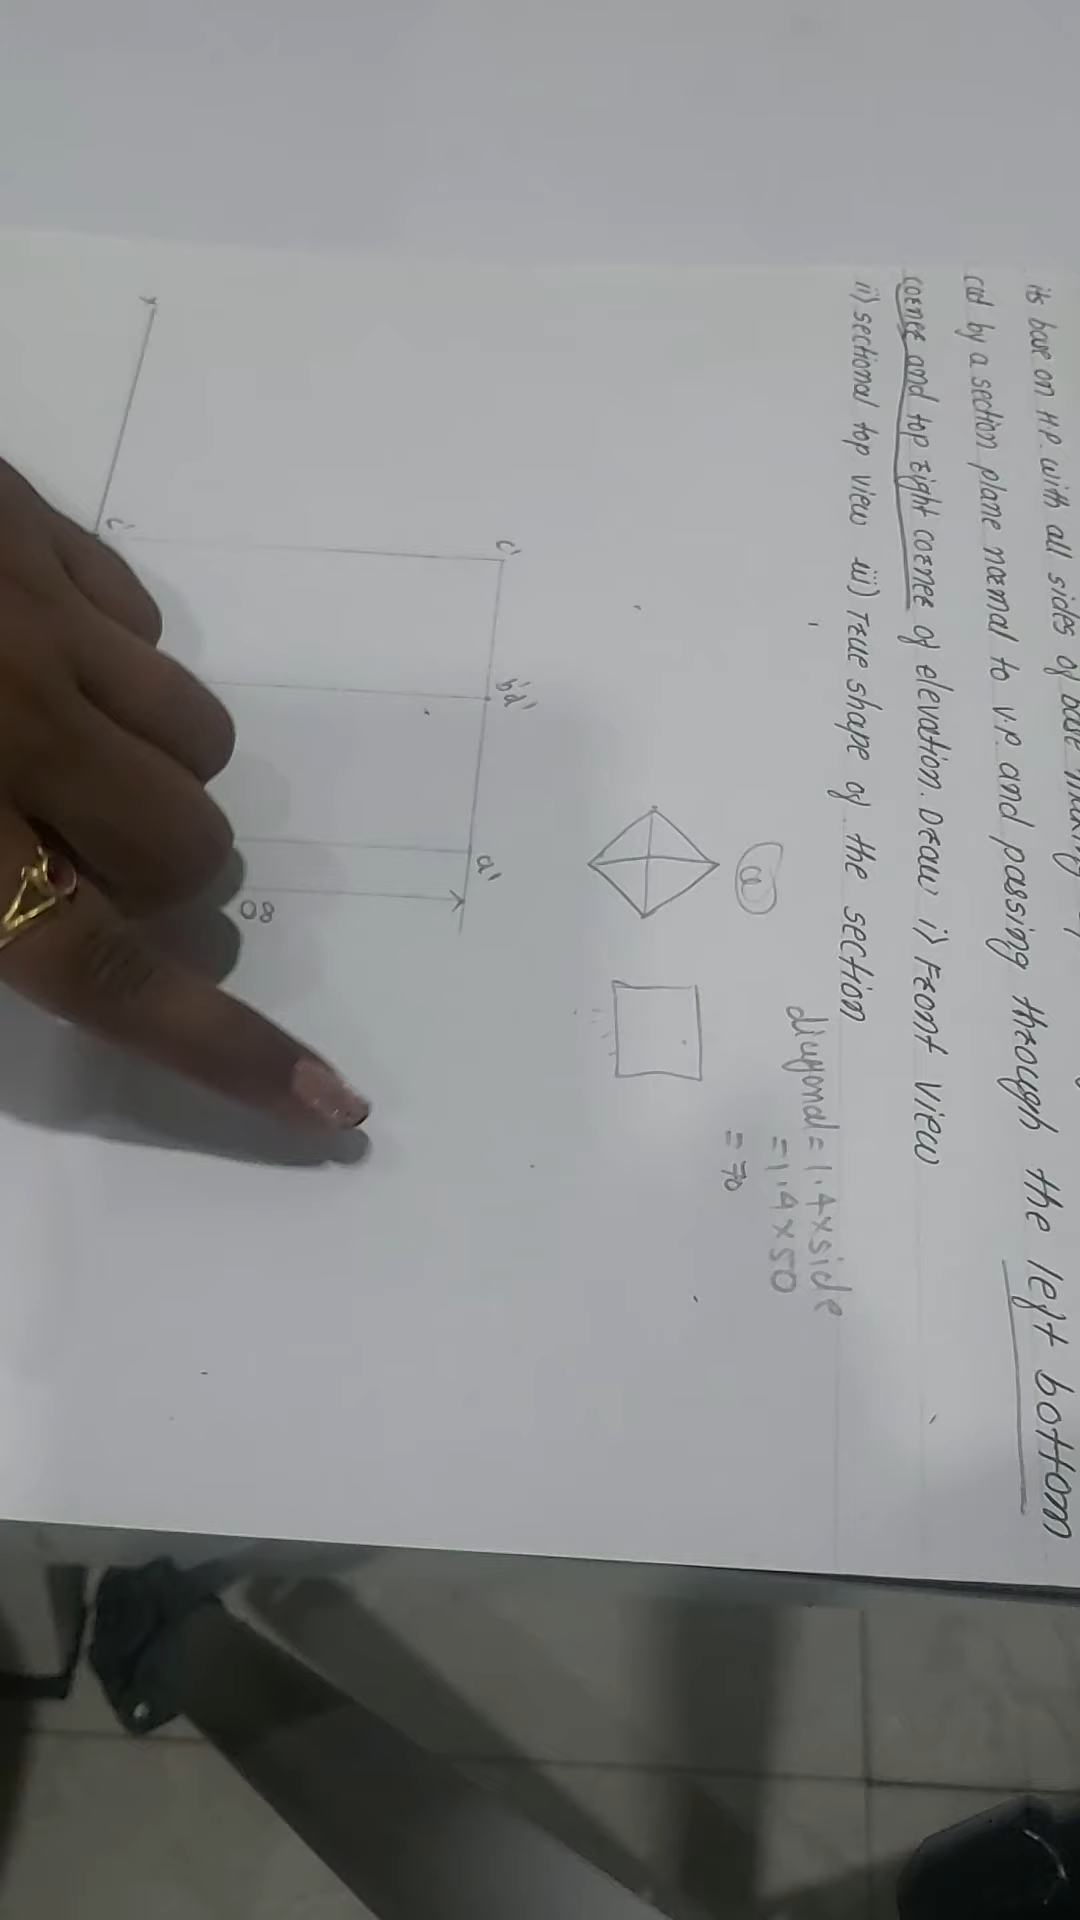 its base on H.P. with all sides of base
cut by a section plane normal to v.p. and passing through the left bottom
corner and top right corner of elevation. Draw i) Front view
ii) sectional top view iii) True shape of the section
diagonal = 1.4 x side
= 1.4 x 50
= 70
c' b'd' a'
80
x c'